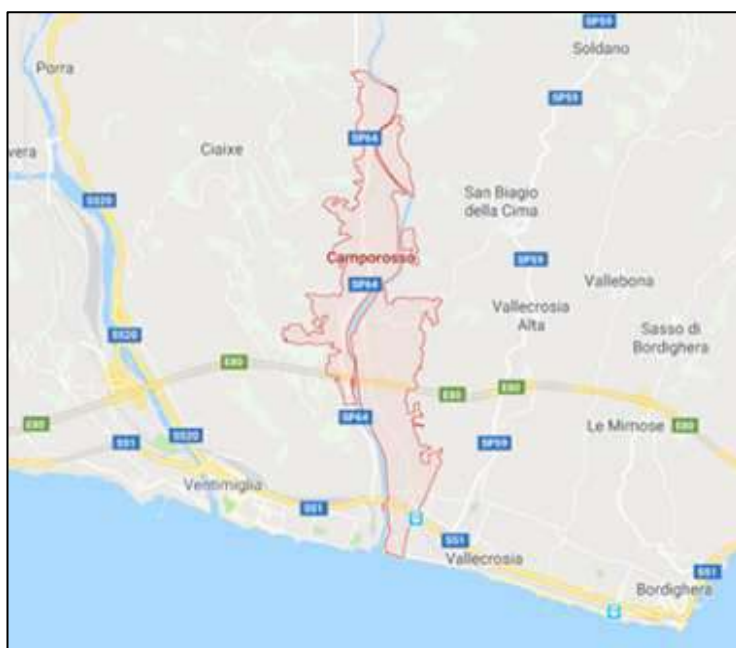 SP59
Soldano
Porra
SP59
SP64
Ciaixe
vera
SS20
San Biagio
della Cima
Camporosso
SP59
SP64
Vallebona
Vallecrosia
Alta
Sasso di
Bordighera
SS20
E80
E80
E80
E80
SP64
Le Mimose
E80
E80
SS1
SS20
SP59
Ventimiglia
SS1
SS1
Vallecrosia
SS1
Bordighera